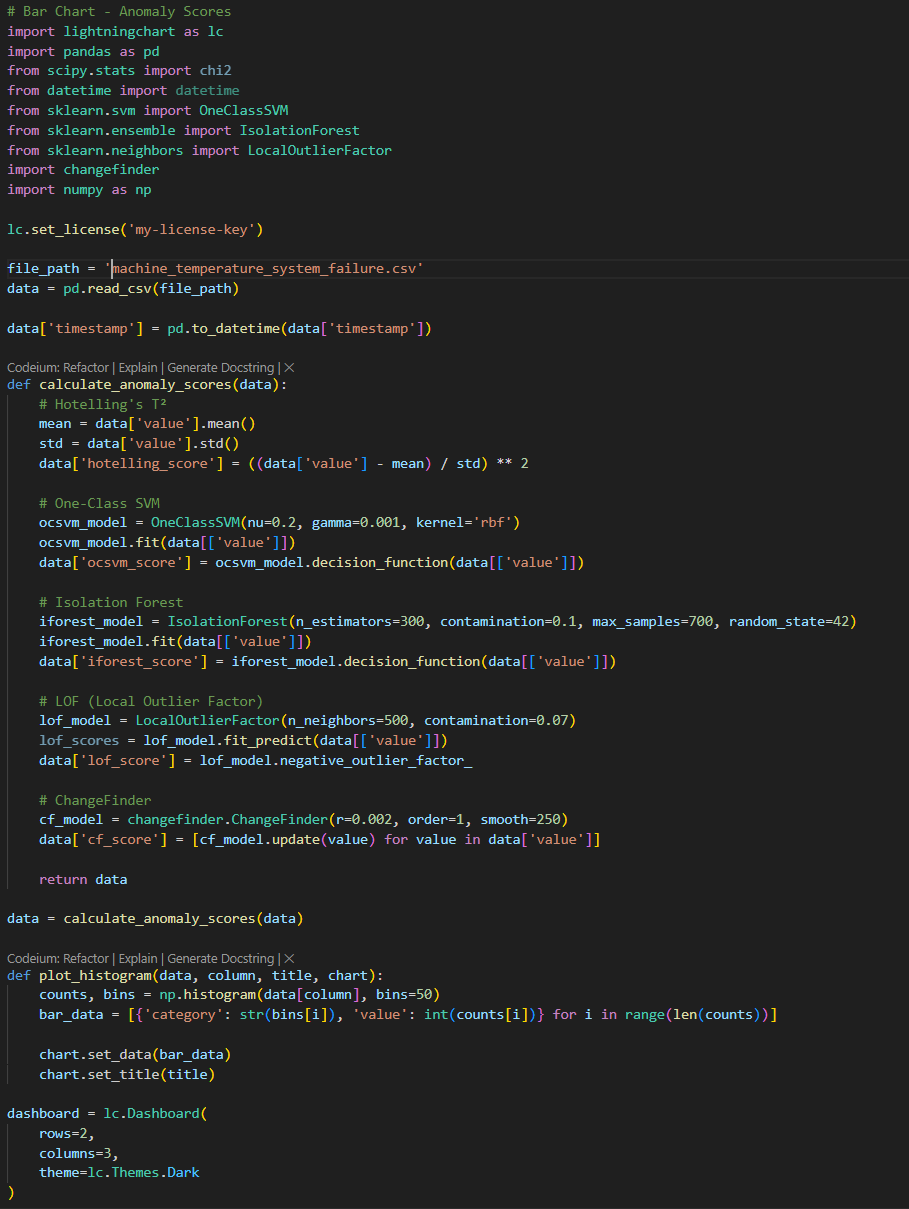 # Bar Chart - Anomaly Scores
import lightningchart as lc
import pandas as pd
from scipy.stats import chi2
from datetime import datetime
from sklearn.svm import OneClassSVM
from sklearn.ensemble import IsolationForest
from sklearn.neighbors import LocalOutlierFactor
import changefinder
import numpy as np

lc.set_license('my-license-key')

file_path = 'machine_temperature_system_failure.csv'
data = pd.read_csv(file_path)

data['timestamp'] = pd.to_datetime(data['timestamp'])

Codeium: Refactor | Explain | Generate Docstring | ×
def calculate_anomaly_scores(data):
    # Hotelling's T²
    mean = data['value'].mean()
    std = data['value'].std()
    data['hotelling_score'] = ((data['value'] - mean) / std) ** 2

    # One-Class SVM
    ocsvm_model = OneClassSVM(nu=0.2, gamma=0.001, kernel='rbf')
    ocsvm_model.fit(data[['value']])
    data['ocsvm_score'] = ocsvm_model.decision_function(data[['value']])

    # Isolation Forest
    iforest_model = IsolationForest(n_estimators=300, contamination=0.1, max_samples=700, random_state=42)
    iforest_model.fit(data[['value']])
    data['iforest_score'] = iforest_model.decision_function(data[['value']])

    # LOF (Local Outlier Factor)
    lof_model = LocalOutlierFactor(n_neighbors=500, contamination=0.07)
    lof_scores = lof_model.fit_predict(data[['value']])
    data['lof_score'] = lof_model.negative_outlier_factor_

    # ChangeFinder
    cf_model = changefinder.ChangeFinder(r=0.002, order=1, smooth=250)
    data['cf_score'] = [cf_model.update(value) for value in data['value']]

    return data

data = calculate_anomaly_scores(data)

Codeium: Refactor | Explain | Generate Docstring | ×
def plot_histogram(data, column, title, chart):
    counts, bins = np.histogram(data[column], bins=50)
    bar_data = [{'category': str(bins[i]), 'value': int(counts[i])} for i in range(len(counts))]

    chart.set_data(bar_data)
    chart.set_title(title)

dashboard = lc.Dashboard(
    rows=2,
    columns=3,
    theme=lc.Themes.Dark
)